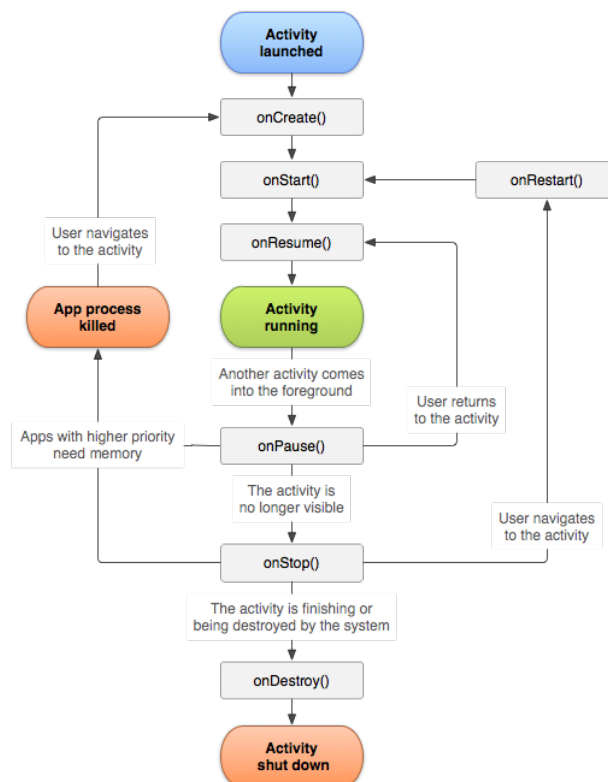 Activity
launched
onCreate()
onStart()
onRestart()
onResume()
User navigates
to the activity
App process
killed
Activity
running
Another activity comes
into the foreground
User returns
to the activity
Apps with higher priority
need memory
onPause()
The activity is
no longer visible
User navigates
to the activity
onStop()
The activity is finishing or
being destroyed by the system
onDestroy()
Activity
shut down